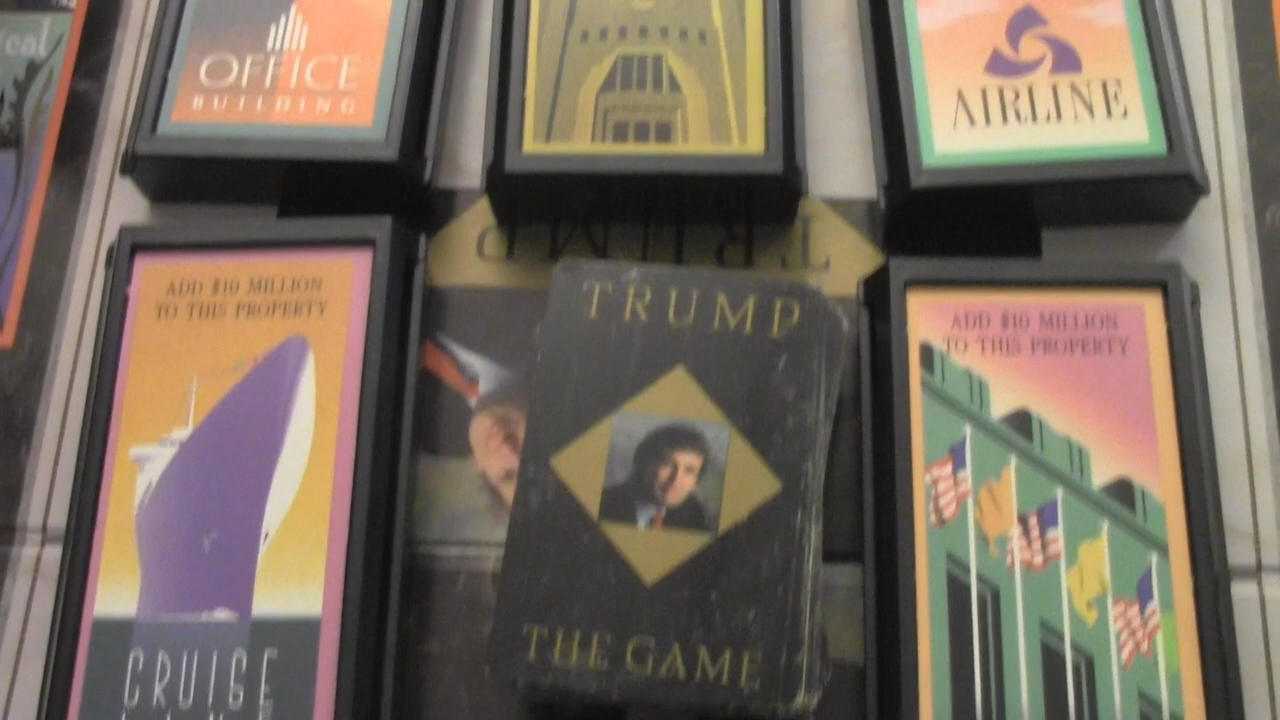 ical
OFFICE
BUILDING
AIRLINE
TRUMP
ADD $10 MILLION
TO THIS PROPERTY
CRUISE
TRUMP
THE GAME
ADD $10 MILLION
TO THIS PROPERTY